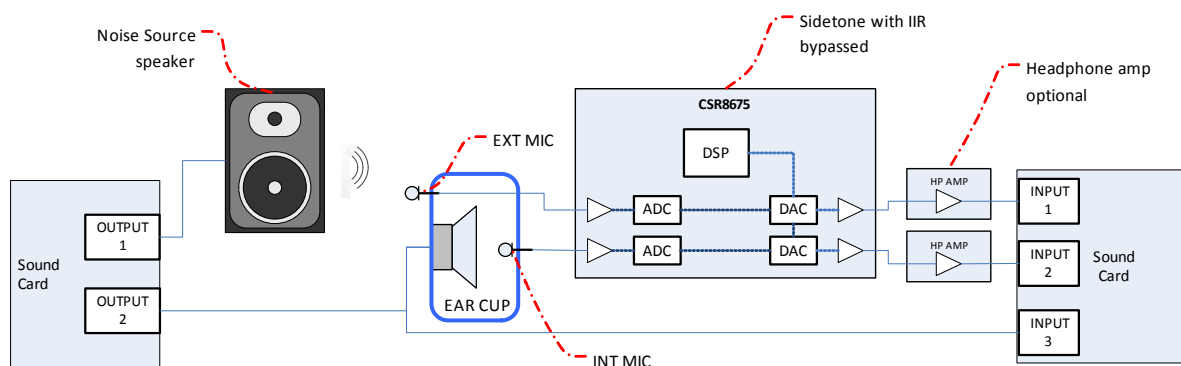 Noise Source
speaker
Sidetone with IIR
bypassed
Headphone amp
optional
CSR8675
EXT MIC
DSP
HP AMP
OUTPUT
1
ADC
DAC
INPUT
1
HP AMP
Sound
Card
ADC
DAC
INPUT
2
Sound
Card
OUTPUT
2
EAR CUP
INPUT
3
INT MIC